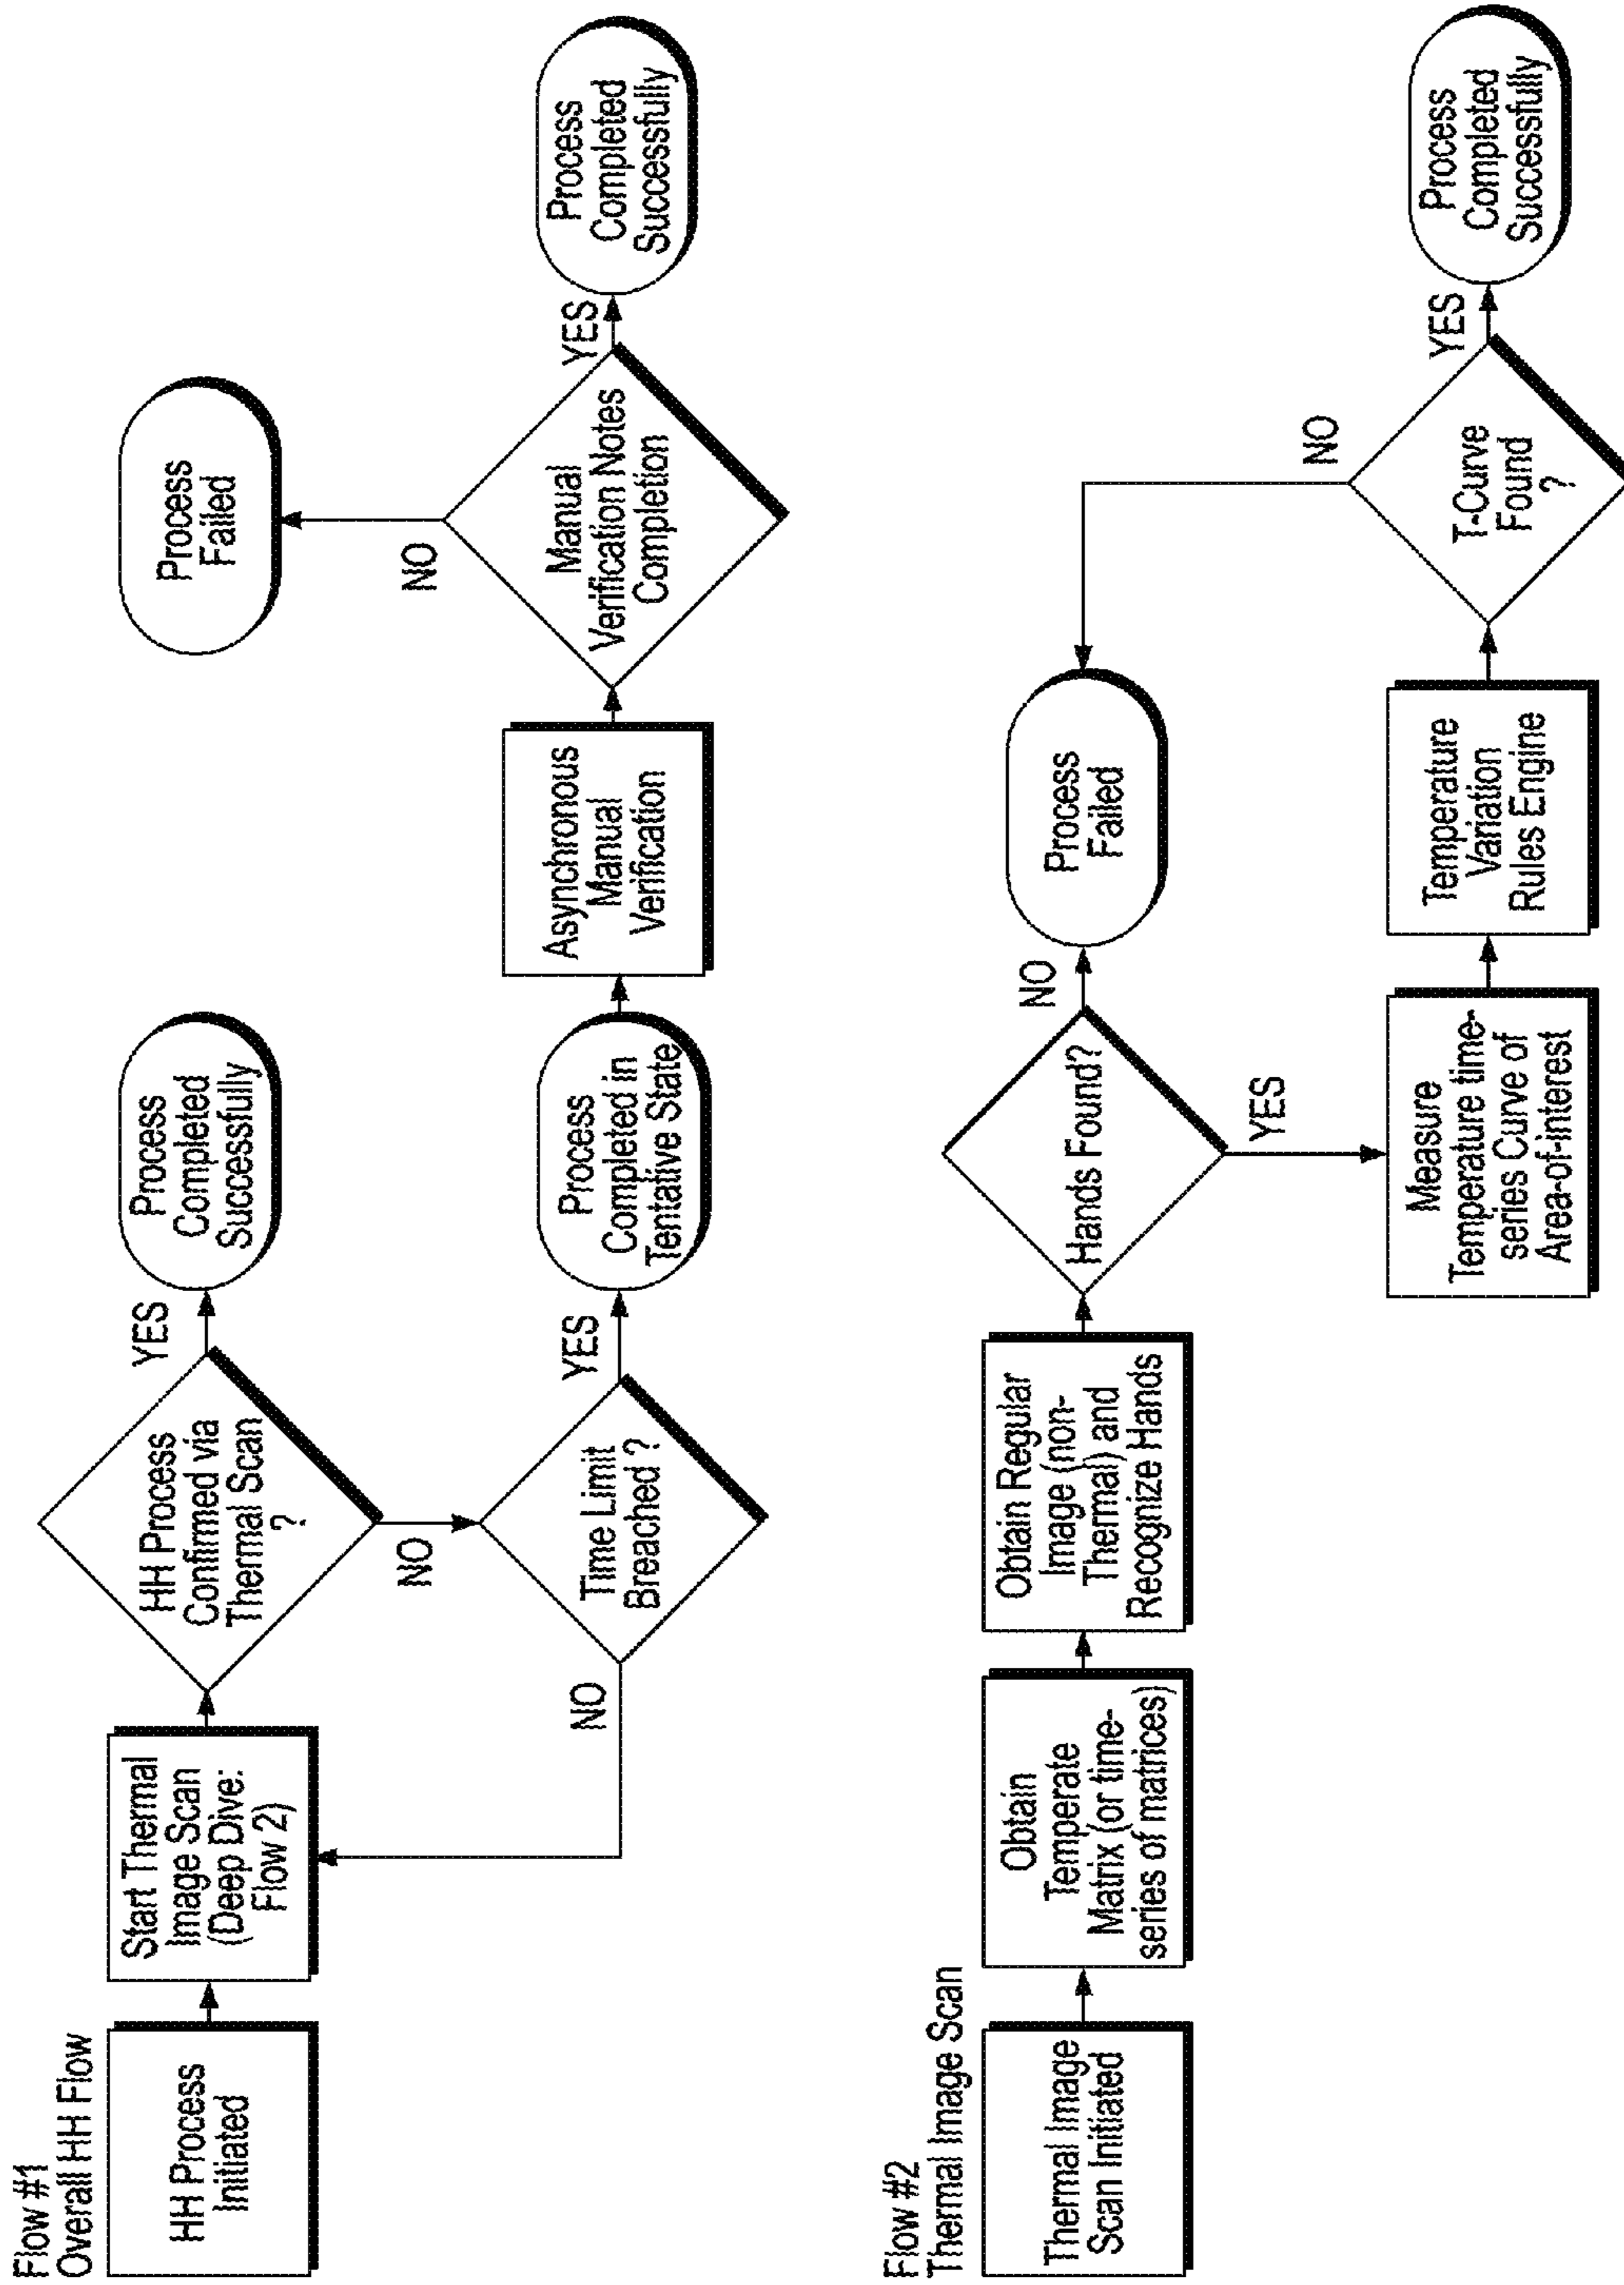 Flow #1
Overall HH Flow
HH Process
Initiated
Start Thermal
Image Scan
(Deep Dive:
Flow 2)
HH Process
Confirmed via
Thermal Scan
?
YES
Process
Completed
Successfully
NO
Time Limit
Breached ?
NO
YES
Process
Completed in
Tentative State
Asynchronous
Manual
Verification
Manual
Verification Notes
Completion
NO
Process
Failed
YES
Process
Completed
Successfully
Flow #2
Thermal Image Scan
Thermal Image
Scan Initiated
Obtain
Temperate
Matrix (or time-
series of matrices)
Obtain Regular
Image (non-
Thermal) and
Recognize Hands
Hands Found?
NO
Process
Failed
YES
Measure
Temperature time-
series Curve of
Area-of-interest
Temperature
Variation
Rules Engine
T-Curve
Found
?
NO
YES
Process
Completed
Successfully